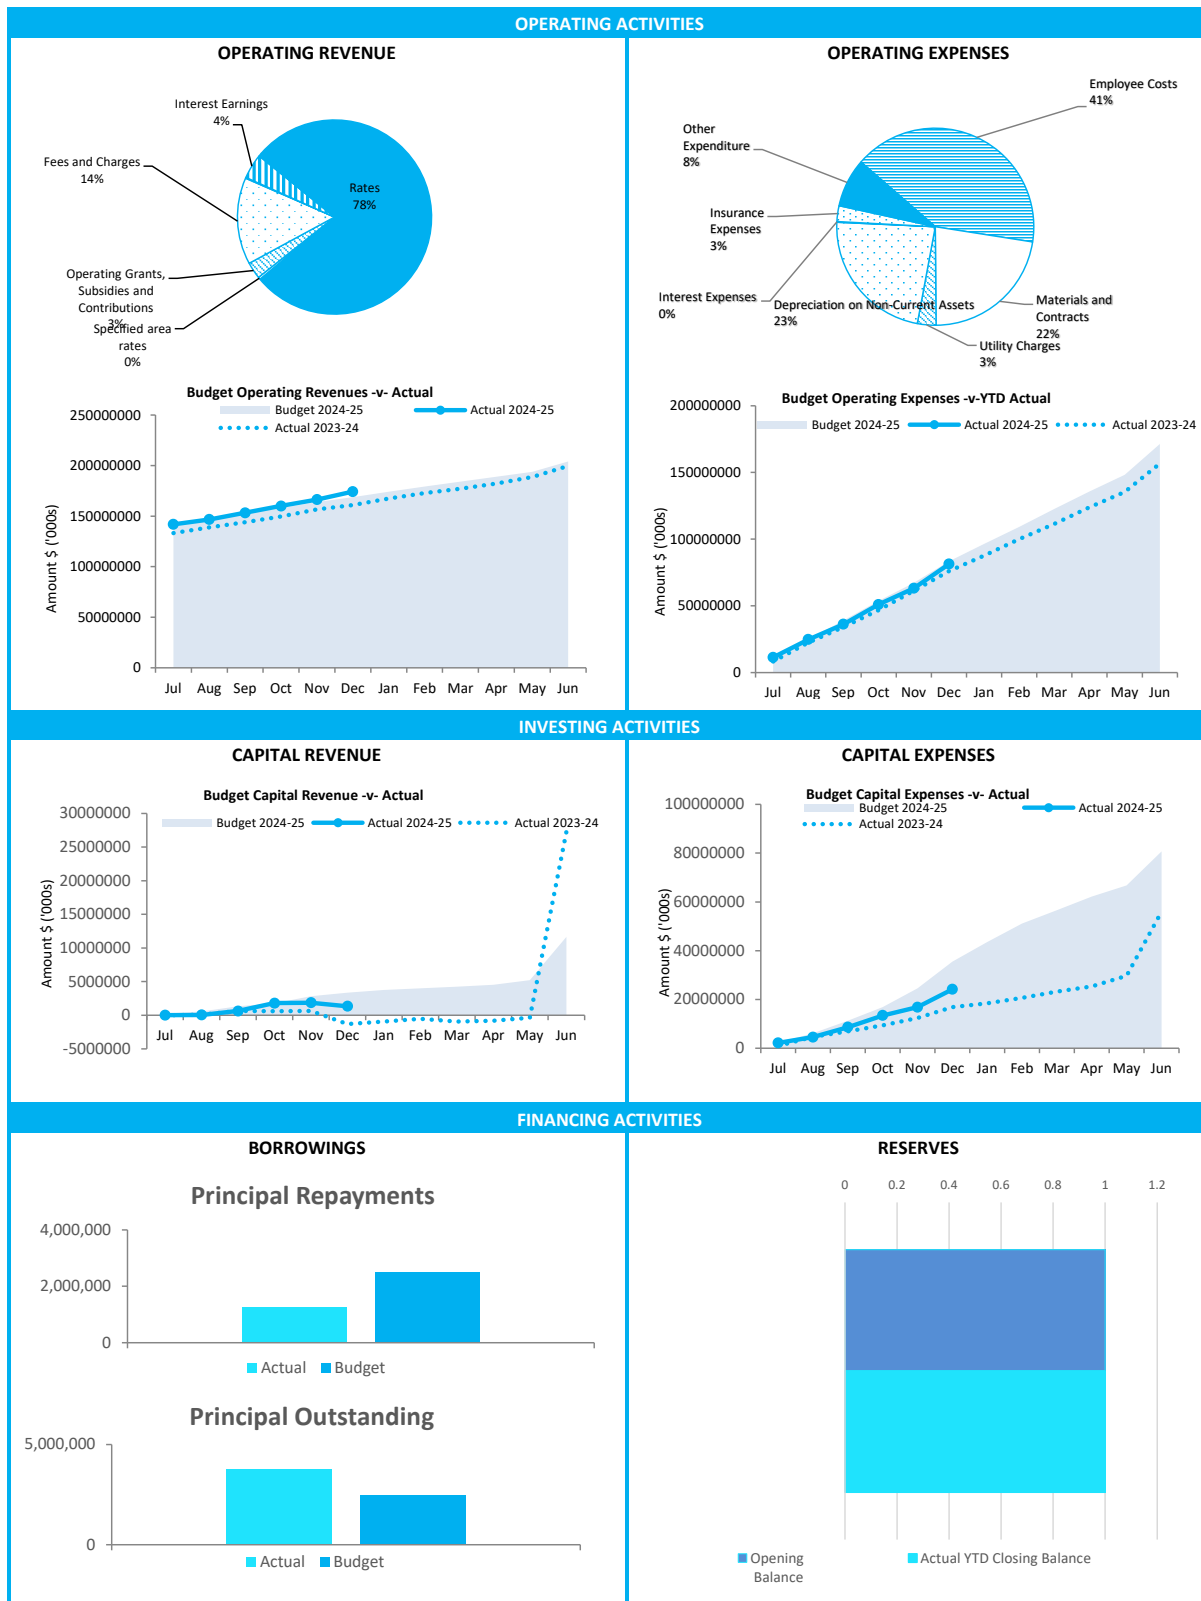 OPERATING ACTIVITIES
OPERATING REVENUE
Interest Earnings
4%
Fees and Charges
14%
Rates
78%
Operating Grants,
Subsidies and
Contributions
3%
Specified area
rates
0%
OPERATING EXPENSES
Employee Costs
41%
Other
Expenditure
8%
Insurance
Expenses
3%
Interest Expenses
0%
Depreciation on Non-Current Assets
23%
Materials and
Contracts
22%
Utility Charges
3%
Budget Operating Revenues -v- Actual
Budget 2024-25
Actual 2024-25
Actual 2023-24
Amount $ ('000s)
250000000
200000000
150000000
100000000
50000000
0
Jul Aug Sep Oct Nov Dec Jan Feb Mar Apr May Jun
Budget Operating Expenses -v-YTD Actual
Budget 2024-25
Actual 2024-25
Actual 2023-24
Amount $ ('000s)
200000000
150000000
100000000
50000000
0
Jul Aug Sep Oct Nov Dec Jan Feb Mar Apr May Jun
INVESTING ACTIVITIES
CAPITAL REVENUE
Budget Capital Revenue -v- Actual
Budget 2024-25
Actual 2024-25
Actual 2023-24
Amount $ ('000s)
30000000
25000000
20000000
15000000
10000000
5000000
0
-5000000
Jul Aug Sep Oct Nov Dec Jan Feb Mar Apr May Jun
CAPITAL EXPENSES
Budget Capital Expenses -v- Actual
Budget 2024-25
Actual 2024-25
Actual 2023-24
Amount $ ('000s)
100000000
80000000
60000000
40000000
20000000
0
Jul Aug Sep Oct Nov Dec Jan Feb Mar Apr May Jun
FINANCING ACTIVITIES
BORROWINGS
Principal Repayments
4,000,000
2,000,000
0
Actual Budget
Principal Outstanding
5,000,000
0
Actual Budget
RESERVES
0 0.2 0.4 0.6 0.8 1 1.2
Opening
Balance
Actual YTD Closing Balance